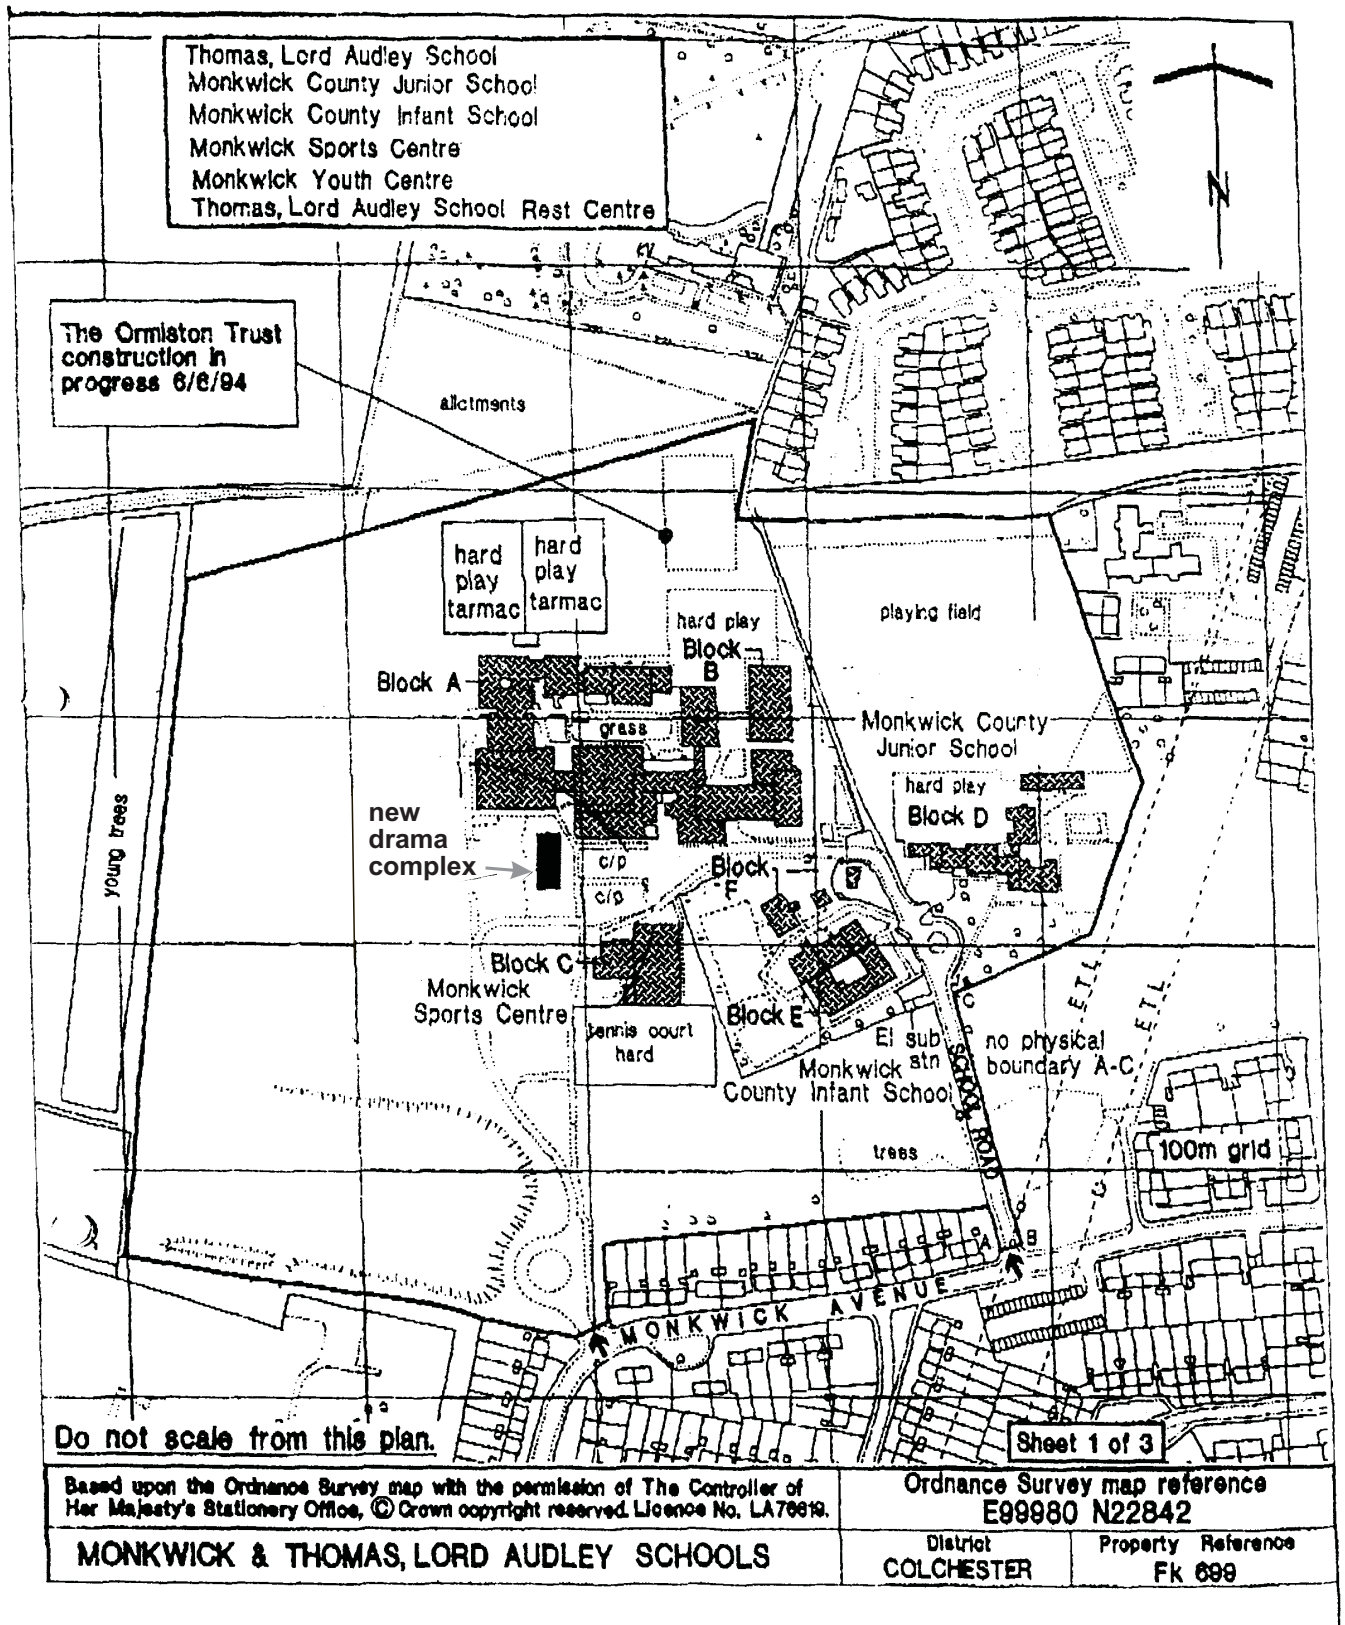 Thomas, Lord Audley School
Monkwick County Junior School
Monkwick County Infant School
Monkwick Sports Centre
Monkwick Youth Centre
Thomas, Lord Audley School Rest Centre
N
The Ormiston Trust
construction in
progress 6/6/94
allotments
hard
play
tarmac
hard
play
tarmac
hard play
Block
B
playing field
Block A
grass
Monkwick County
Junior School
hard play
Block D
young trees
new
drama
complex
c/p
c/p
Block
F
Block C
Monkwick
Sports Centre
tennis court
hard
Block E
El sub
stn
Monkwick
County Infant School
C
no physical
boundary A-C
ETL
ETL
SCHOOL ROAD
trees
100m grid
A
B
MONKWICK AVENUE
Do not scale from this plan.
Sheet 1 of 3
Based upon the Ordnance Survey map with the permission of The Controller of
Her Majesty's Stationery Office, © Crown copyright reserved. Licence No. LA76619.
MONKWICK & THOMAS, LORD AUDLEY SCHOOLS
Ordnance Survey map reference
E99980 N22842
District
COLCHESTER
Property Reference
Fk 699